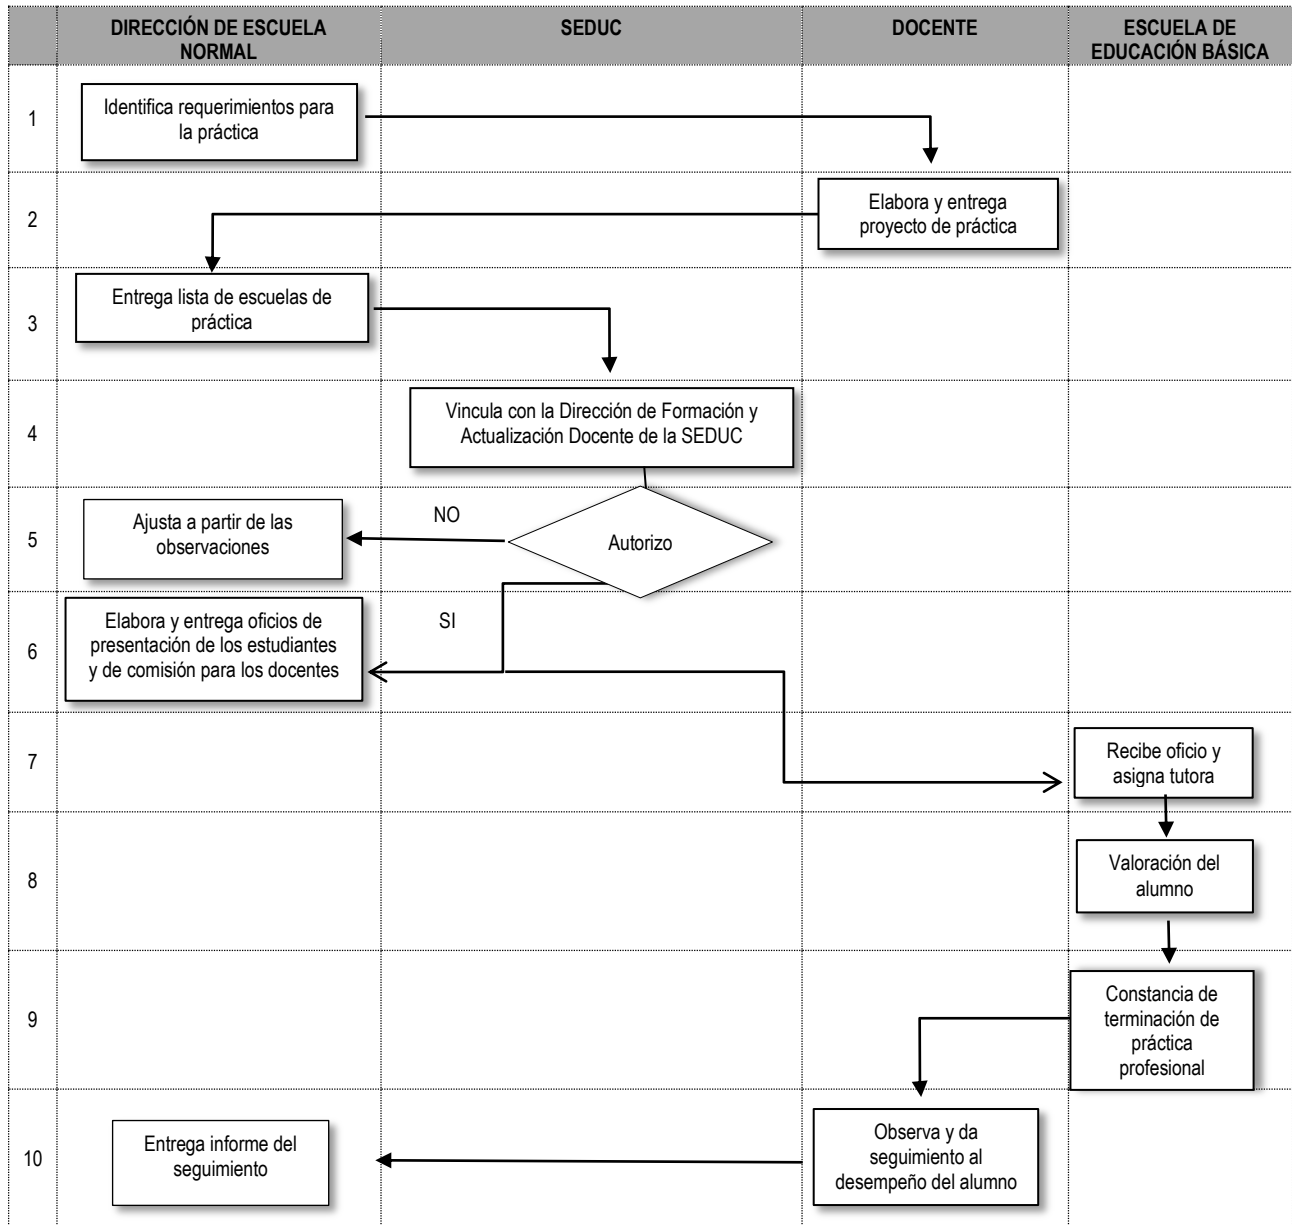 DIRECCIÓN DE ESCUELA
NORMAL
SEDUC
DOCENTE
ESCUELA DE
EDUCACIÓN BÁSICA
1
Identifica requerimientos para
la práctica
2
Elabora y entrega
proyecto de práctica
3
Entrega lista de escuelas de
práctica
4
Vincula con la Dirección de Formación y
Actualización Docente de la SEDUC
5
Ajusta a partir de las
observaciones
NO
Autorizo
6
Elabora y entrega oficios de
presentación de los estudiantes
y de comisión para los docentes
SI
7
Recibe oficio y
asigna tutora
8
Valoración del
alumno
9
Constancia de
terminación de
práctica
profesional
10
Entrega informe del
seguimiento
Observa y da
seguimiento al
desempeño del alumno